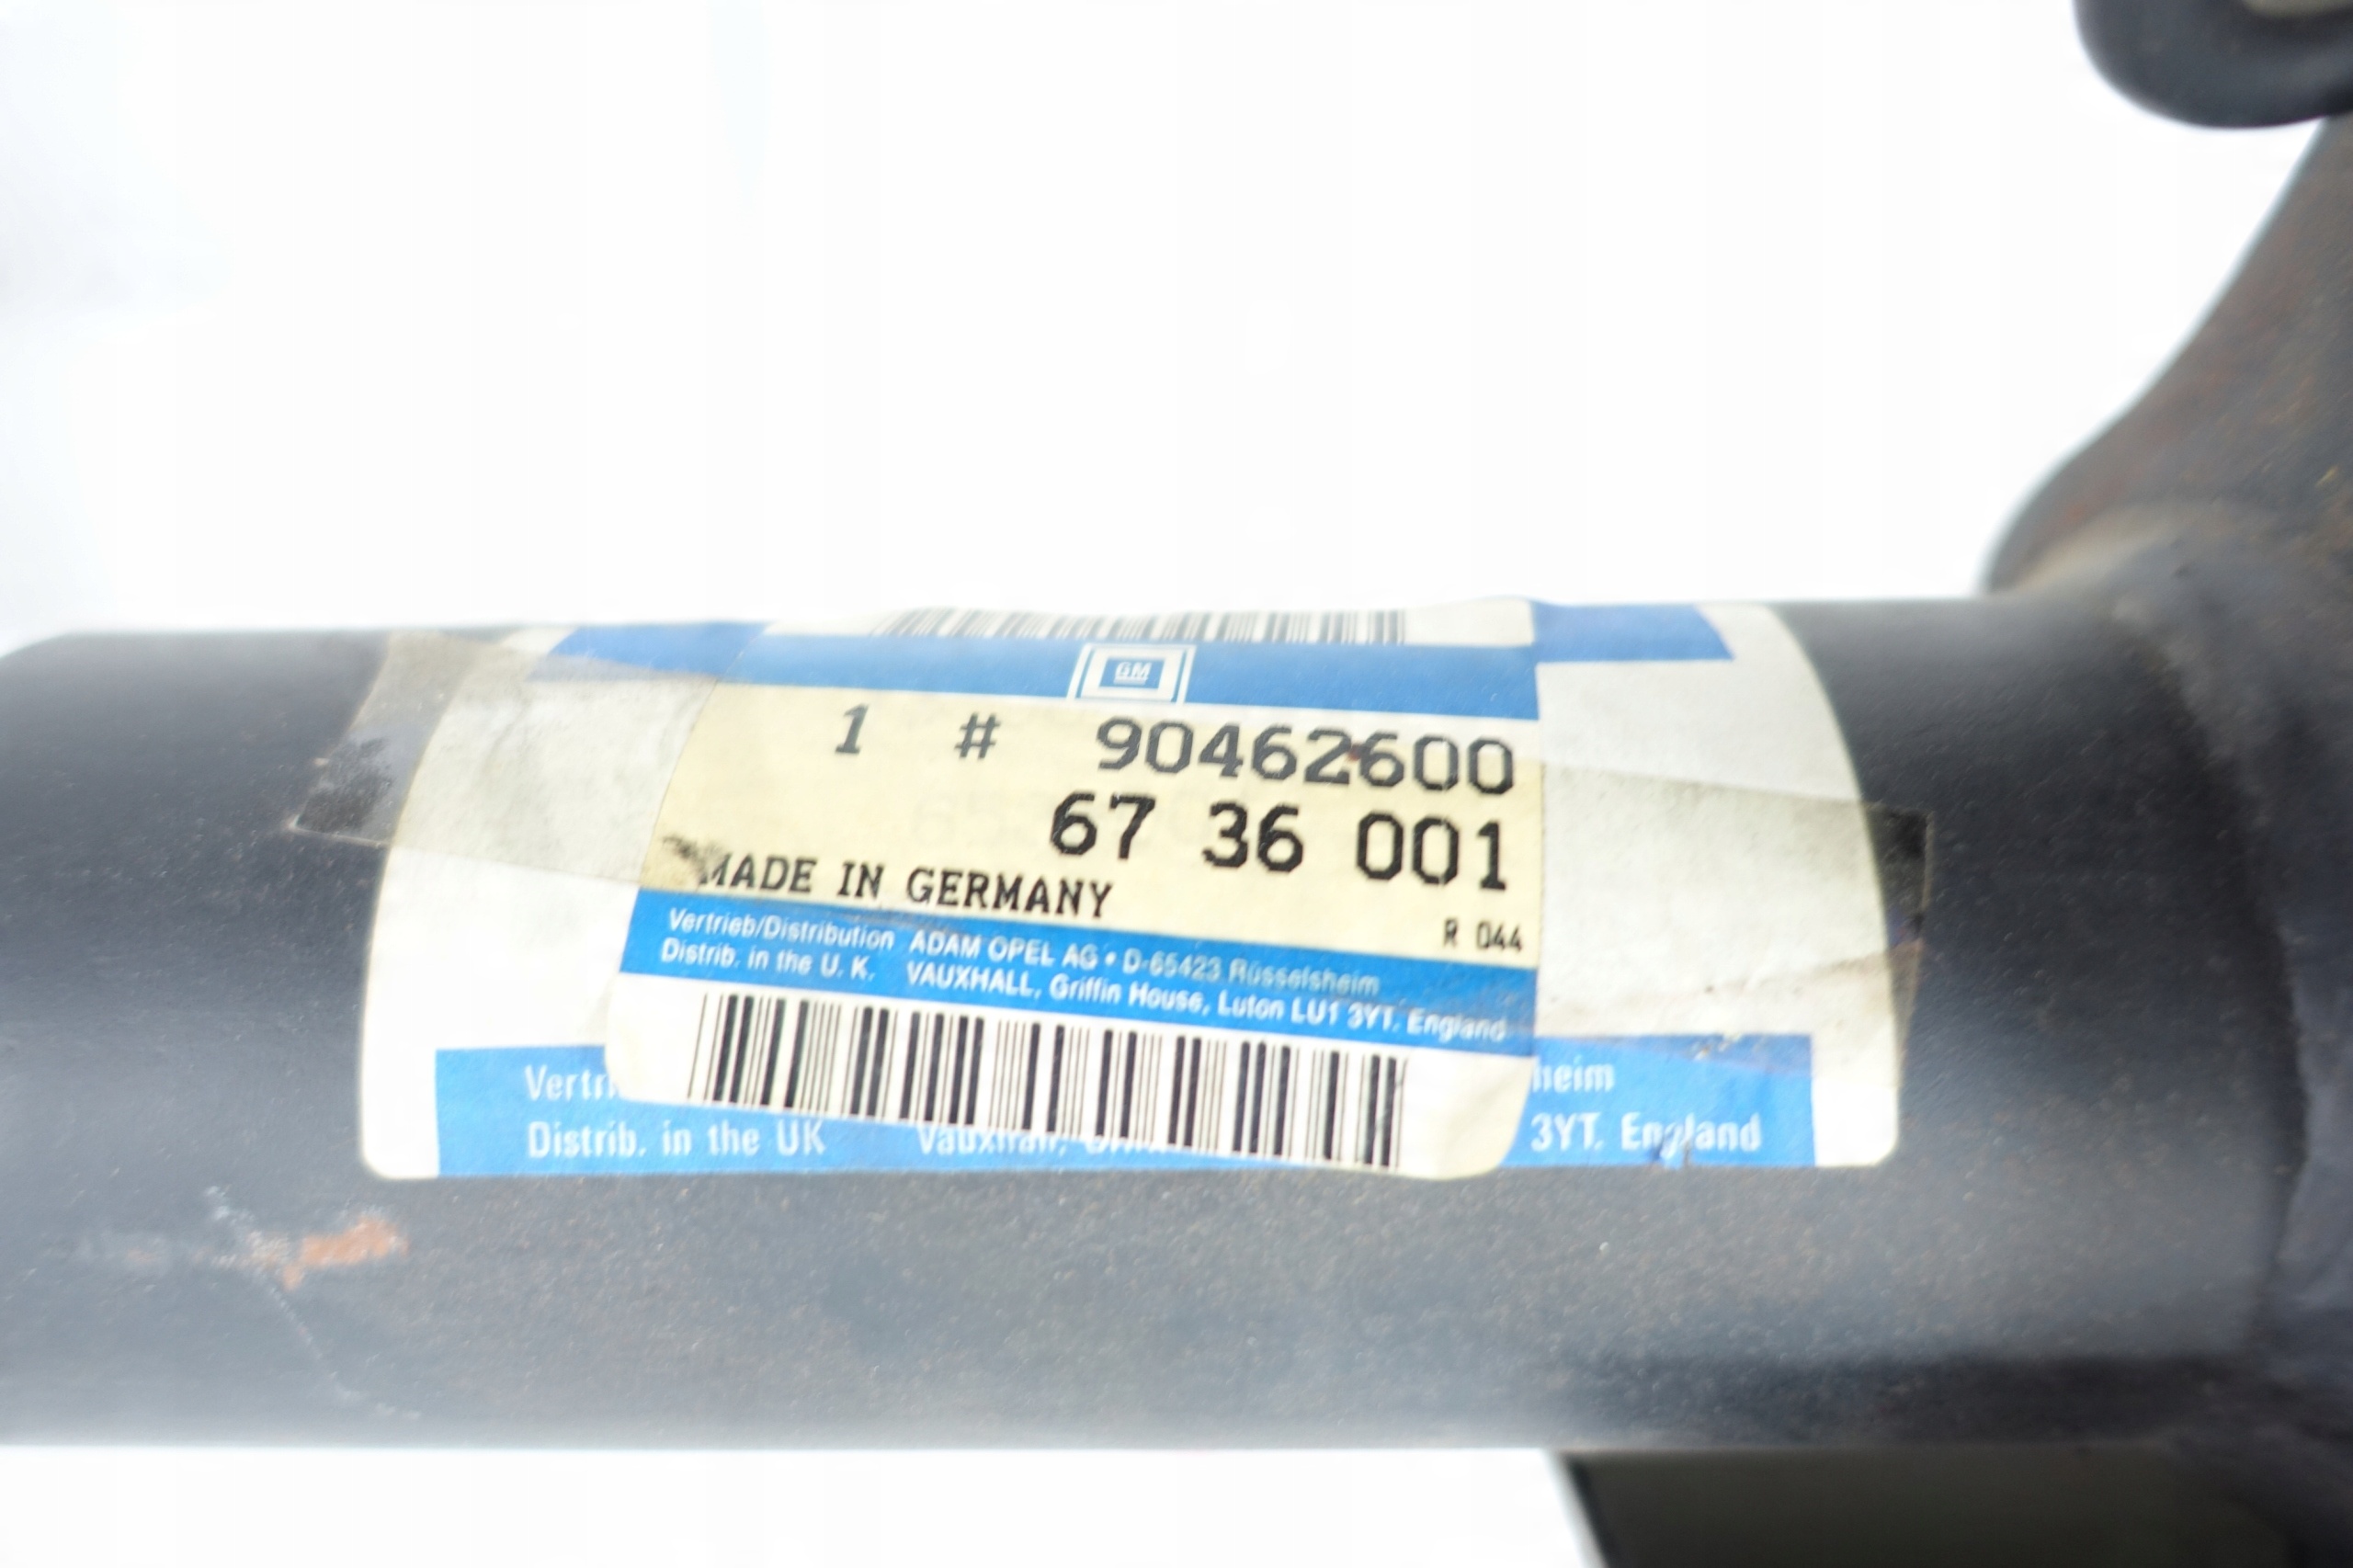 GM
1 # 90462600
67 36 001
MADE IN GERMANY
R 044
Vertrieb/Distribution ADAM OPEL AG • D-65423 Rüsselsheim
Distrib. in the U. K. VAUXHALL, Griffin House, Luton LU1 3YT. England
Distrib. in the UK Vauxhall, 3YT. England